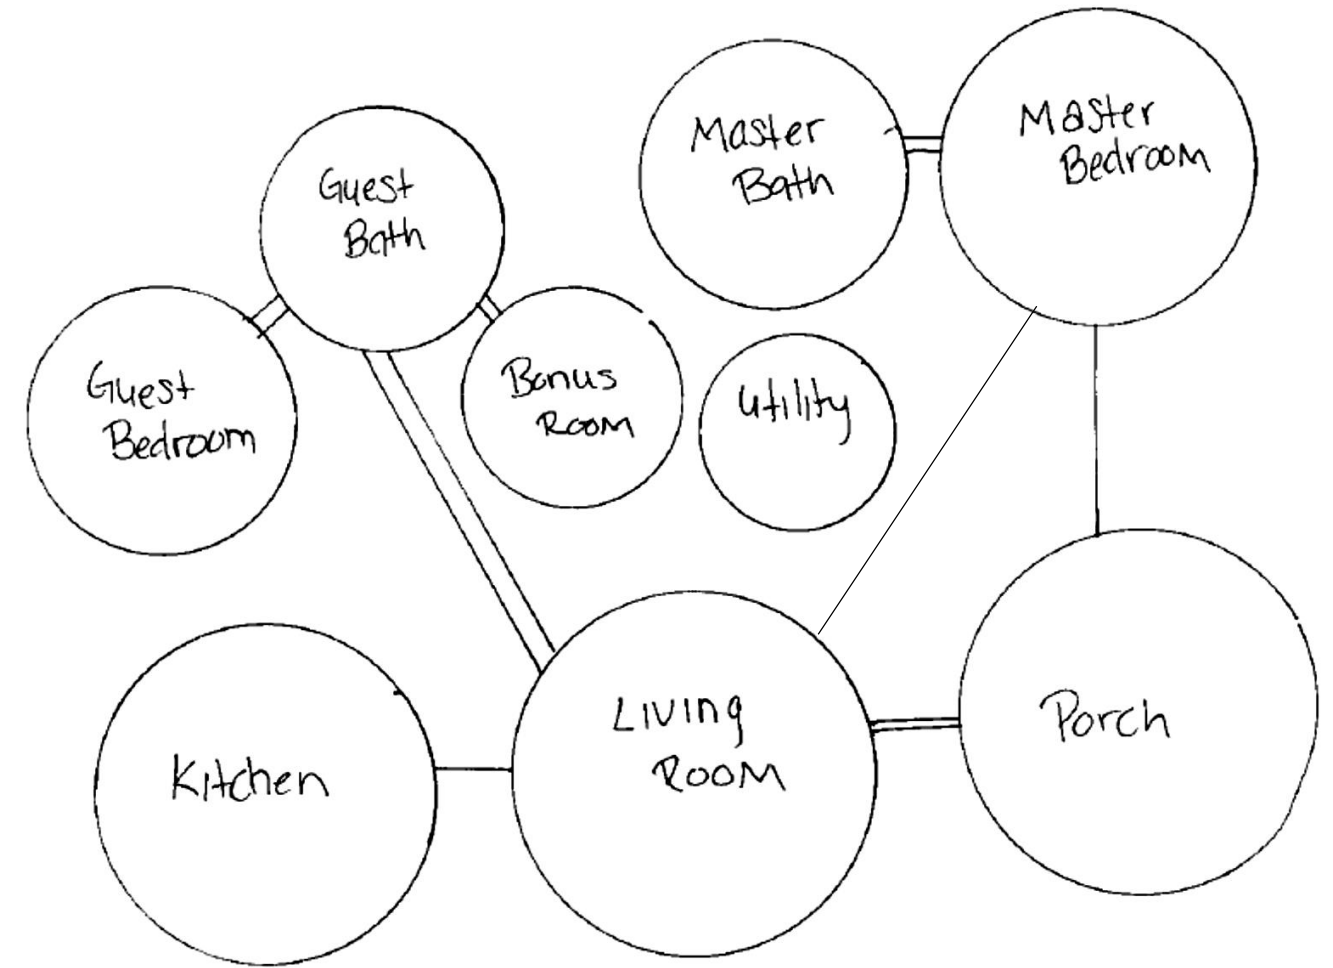 Guest
Bath
Master
Bath
Master
Bedroom
Guest
Bedroom
Bonus
Room
Utility
Kitchen
Living
Room
Porch